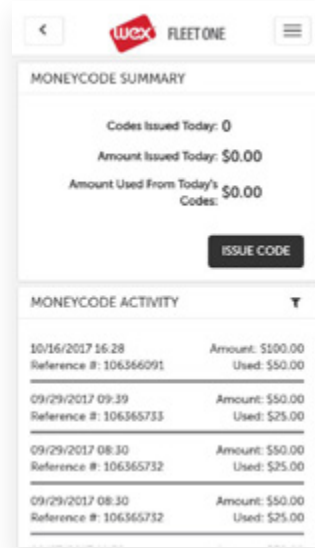 wex FLEET ONE
MONEYCODE SUMMARY
Codes Issued Today: 0
Amount Issued Today: $0.00
Amount Used From Today's
Codes: $0.00
ISSUE CODE
MONEYCODE ACTIVITY
10/16/2017 16:28 Amount: $100.00
Reference #: 106366091 Used: $50.00
09/29/2017 09:39 Amount: $50.00
Reference #: 106365733 Used: $25.00
09/29/2017 08:30 Amount: $50.00
Reference #: 106365732 Used: $25.00
09/29/2017 08:30 Amount: $50.00
Reference #: 106365732 Used: $25.00